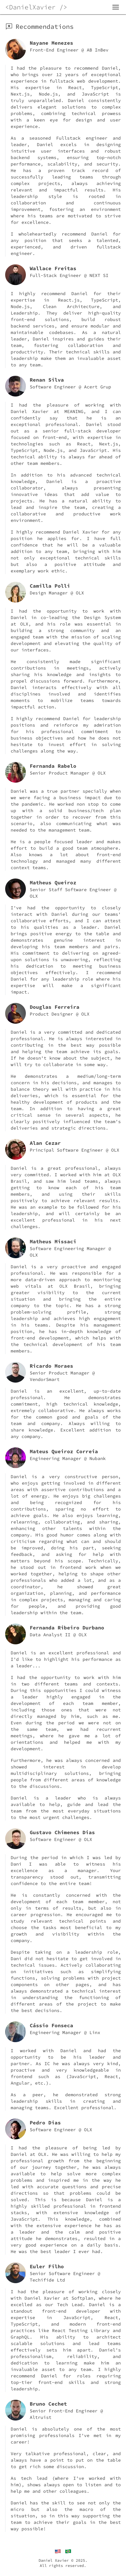 <DanielXavier />
Recommendations
Nayane Menezes
Front-End Engineer @ AB InBev
I had the pleasure to recommend Daniel,
who brings over 12 years of exceptional
experience in fullstack web development.
His expertise in React, TypeScript,
Next.js, Node.js, and JavaScript is
truly unparalleled. Daniel consistently
delivers elegant solutions to complex
problems, combining technical prowess
with a keen eye for design and user
experience.
As a seasoned fullstack engineer and
leader, Daniel excels in designing
intuitive user interfaces and robust
backend systems, ensuring top-notch
performance, scalability, and security.
He has a proven track record of
successfully leading teams through
complex projects, always achieving
relevant and impactful results. His
leadership style is rooted in
collaboration and continuous
improvement, fostering an environment
where his teams are motivated to strive
for excellence.
I wholeheartedly recommend Daniel for
any position that seeks a talented,
experienced, and driven fullstack
engineer.
Wallace Freitas
Full-Stack Engineer @ NEXT SI
I highly recommend Daniel for their
expertise in React.js, TypeScript,
Node.js, Clean Architecture, and
Leadership. They deliver high-quality
front-end solutions, build robust
backend services, and ensure modular and
maintainable codebases. As a natural
leader, Daniel inspires and guides their
team, fostering collaboration and
productivity. Their technical skills and
leadership make them an invaluable asset
to any team.
Renan Silva
Software Engineer @ Acert Grup
I had the pleasure of working with
Daniel Xavier at MEANING, and I can
confidently say that he is an
exceptional professional. Daniel stood
out as a senior full-stack developer
focused on front-end, with expertise in
technologies such as React, Next.js,
TypeScript, Node.js, and JavaScript. His
technical ability is always far ahead of
other team members.
In addition to his advanced technical
knowledge, Daniel is a proactive
collaborator, always presenting
innovative ideas that add value to
projects. He has a natural ability to
lead and inspire the team, creating a
collaborative and productive work
environment.
I highly recommend Daniel Xavier for any
position he applies for. I have full
confidence that he will be a valuable
addition to any team, bringing with him
not only exceptional technical skills
but also a positive attitude and
exemplary work ethic.
Camilla Polli
Design Manager @ OLX
I had the opportunity to work with
Daniel in co-leading the Design System
at OLX, and his role was essential in
building a strong community and an
engaged team with the mission of scaling
development and elevating the quality of
our interfaces.
He consistently made significant
contributions in meetings, actively
sharing his knowledge and insights to
propel discussions forward. Furthermore,
Daniel interacts effectively with all
disciplines involved and identifies
moments to mobilize teams towards
impactful action.
I highly recommend Daniel for leadership
positions and reinforce my admiration
for his professional commitment to
business objectives and how he does not
hesitate to invest effort in solving
challenges along the way.
Fernanda Rabelo
Senior Product Manager @ OLX
Daniel was a true partner specially when
we were facing a business impact due to
the pandemic. He worked non stop to come
up with a solid business/tech plan
together in order to recover from this
scenario, also communicating what was
needed to the management teams.
He is a people focused leader and makes
effort to build a good team atmosphere.
Also knows a lot about front-end
technology and managed many different
context teams.
Matheus Queiroz
Senior Staff Software Engineer @
OLX
I've had the opportunity to closely
interact with Daniel during our team's
collaborative efforts, and I can attest
to his qualities as a leader. Daniel
brings positive energy to the table and
demonstrates genuine interest in
developing his team members and pairs.
His commitment to delivering an agreed
upon solutions is unwavering, reflecting
his dedication in meeting our
objectives effectively. I recommend
Daniel for any leadership role where his
expertise will make a significant
impact.
Douglas Ferreira
Product Designer @ OLX
Daniel is a very committed and dedicated
professional. He is always interested in
contributing in the best way possible
and helping the team achieve its goals.
If he doesn't know about the subject, he
will try to collaborate in some way.
He demonstrates a medium/long-term
concern in his decisions, and manages to
balance theory well with practice to the
deliveries, which is essential for the
healthy development of products and the
team. In addition to having a great
critical sense in several aspects, he
clearly positively influenced the team's
deliveries and strategic directions.
Alan Cezar
Principal Software Engineer @ OLX
Daniel is a great professional, always
very committed. I worked with him at OLX
Brasil, and saw him lead teams, always
getting to know each of his team
members, and using their skills
positively to achieve relevant results.
He was an example to be followed for his
leadership, and will certainly be an
excellent professional in his next
challenges.
Matheus Missaci
Software Engineering Manager @
OLX
Daniel is a very proactive and engaged
professional. He was responsible for a
more data-driven approach to monitoring
web vitals at OLX Brazil, bringing
greater visibility to the current
situation and bringing the entire
company to the topic. He has a strong
problem-solving profile, strong
leadership and achieves high engagement
in his teams. Despite his management
position, he has in-depth knowledge of
front-end development, which helps with
the technical development of his team
members.
Ricardo Moraes
Senior Product Manager @
VendorSmart
Daniel is an excellent, up-to-date
professional. He demonstrates
commitment, high technical knowledge,
extremely collaborative. He always works
for the common good and goals of the
team and company. Always willing to
share knowledge. Excellent addition to
any company.
Mateus Queiroz Correia
Engineering Manager @ Nubank
Daniel is a very constructive person,
who enjoys getting involved in different
areas with assertive contributions and a
lot of energy. He enjoys big challenges
and being recognized for his
contributions, sparing no effort to
achieve goals. He also enjoys learning,
relearning, collaborating, and sharing,
enhancing other talents within the
company. His good humor comes along with
criticism regarding what can and should
be improved, doing his part, seeking
feedback, and asking for help with
matters beyond his scope. Technically,
he stood out in frontend work when we
worked together, helping to shape other
professionals who added a lot, and as a
coordinator, he showed great
organization, planning, and performance
in complex projects, managing and caring
for people, and providing good
leadership within the team.
Fernanda Ribeiro Durbano
Data Analyst II @ OLX
Daniel is an excellent professional and
I'd like to highlight his performance as
a leader...
I had the opportunity to work with him
in two different teams and contexts.
During this opportunities I could witness
a leader highly engaged in the
development of each team member,
including those ones that were not
directly managed by him, such as me.
Even during the period we were not on
the same team, we had recurrent
meetings, where he gave me a lot of
orientations and helped me with my
development.
Furthermore, he was always concerned and
showed interest in develop
multidisciplinary solutions, bringing
people from different areas of knowledge
to the discussions.
Daniel is a leader who is always
available to help, guide and lead the
team from the most everyday situations
to the most urgent challenges.
Gustavo Chimenes Dias
Software Engineer @ OLX
During the period in which I was led by
Dani I was able to witness his
excellence as a manager. Your
transparency stood out, transmitting
confidence to the entire team!
He is constantly concerned with the
development of each team member, not
only in terms of results, but also in
career progression. He encouraged me to
study relevant technical points and
choose the tasks most beneficial to my
growth and visibility within the
company.
Despite taking on a leadership role,
Dani did not hesitate to get involved in
technical issues. Actively collaborating
on initiatives such as simplifying
functions, solving problems with project
components on other pages, and has
always demonstrated a technical interest
in understanding the functioning of
different areas of the project to make
the best decisions.
Cássio Fonseca
Engineering Manager @ Linx
I worked with Daniel and had the
opportunity to be his leader and
partner. As IC He was always very kind,
proactive and very knowledgeable in
frontend such as (JavaScript, React,
Angular, etc.).
As a peer, he demonstrated strong
leadership skills in creating and
managing teams. Excellent professional.
Pedro Dias
Software Engineer @ OLX
I had the pleasure of being led by
Daniel at OLX. He was willing to help my
professional growth from the beginning
of our journey together, he was always
available to help solve more complex
problems and inspired me in the way he
led with accurate questions and precise
directions so that problems could be
solved. This is because Daniel is a
highly skilled professional in frontend
stacks, with extensive knowledge of
JavaScript. This knowledge, combined
with the extensive experience he has as
a leader and the calm and positive
attitude he demonstrates, resulted in a
very good experience on a daily basis.
He was the best leader I ever had.
Euler Filho
Senior Software Engineer @
TechifiDe Ltd
I had the pleasure of working closely
with Daniel Xavier at Softplan, where he
excelled as our Tech Lead. Daniel is a
standout front-end developer with
expertise in JavaScript, React,
TypeScript, and modern front-end
practices like React Testing Library and
GraphQL. His ability to architect
scalable solutions and lead teams
effectively sets him apart. Daniel's
professionalism, reliability, and
dedication to learning make him an
invaluable asset to any team. I highly
recommend Daniel for roles requiring
top-tier front-end skills and strong
leadership.
Bruno Cechet
Senior Front-End Engineer @
Altruist
Daniel is absolutely one of the most
promising professionals I've met in my
career!
Very talkative professional, clear, and
always have a point to put on the table
to get rich some discussion.
As tech lead (where I've worked with
him), shows always open to listen and to
help me and other colleagues.
Daniel has the skill to see not only the
micro but also the macro of the
situation, so in this way supporting the
team to achieve their goals in the best
way possible!
Daniel Xavier © 2025.
All rights reserved.